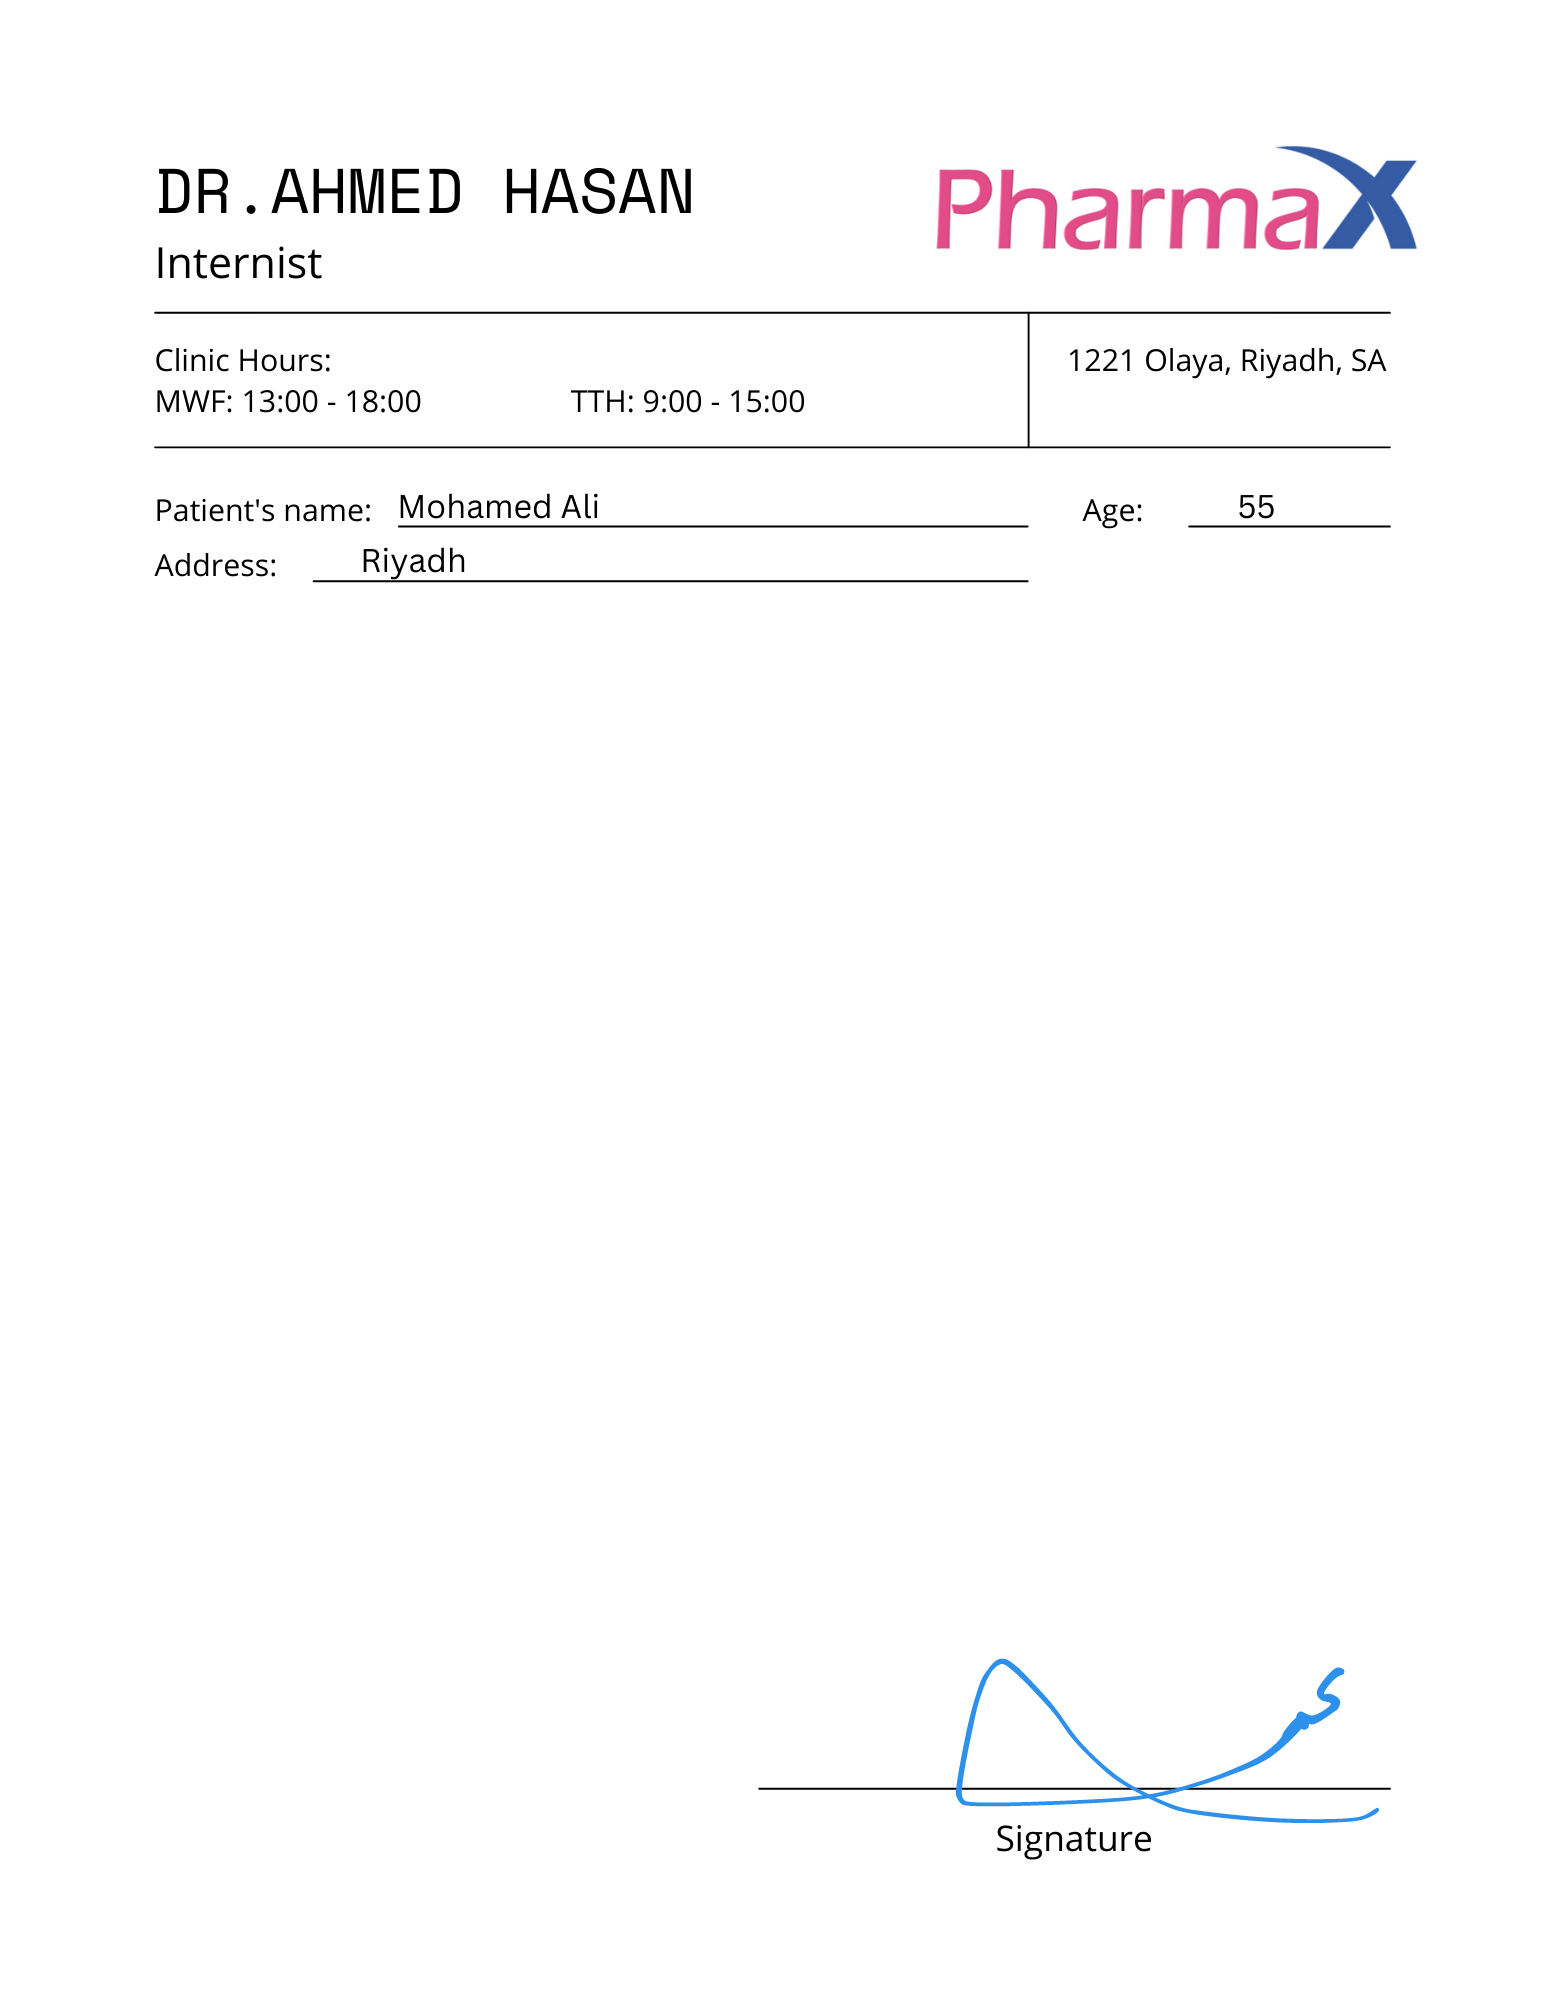 DR.AHMED HASAN
PharmaX
Internist
Clinic Hours:
MWF: 13:00 - 18:00 TTH: 9:00 - 15:00
1221 Olaya, Riyadh, SA
Patient's name: Mohamed Ali Age: 55
Address: Riyadh
Signature